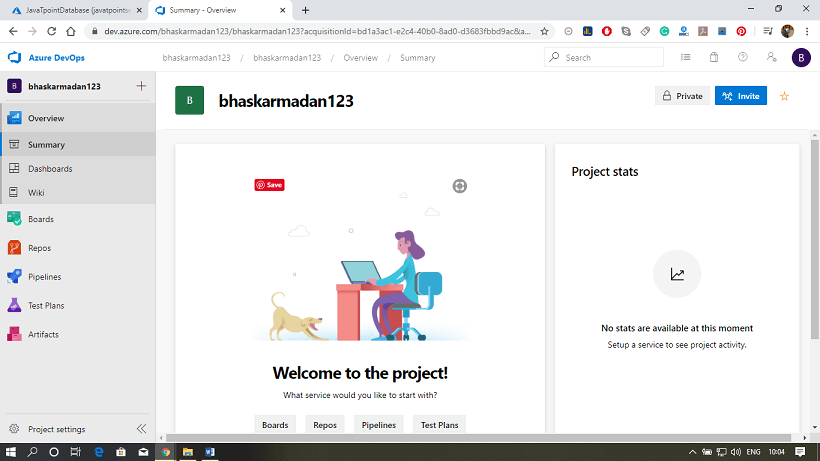 JavaTpointDatabase (javatpoints
Summary - Overview
dev.azure.com/bhaskarmadan123/bhaskarmadan123?acquisitionId=bd1a3ac1-e2c4-40b0-8ad0-d3683fbbd9ac&a...
Azure DevOps
bhaskarmadan123 / bhaskarmadan123 / Overview / Summary
Search
B
B bhaskarmadan123
B bhaskarmadan123
Private
Invite
Overview
Summary
Dashboards
Wiki
Boards
Repos
Pipelines
Test Plans
Artifacts
Project settings
Save
Welcome to the project!
What service would you like to start with?
Boards Repos Pipelines Test Plans
Project stats
No stats are available at this moment
Setup a service to see project activity.
ENG 10:04